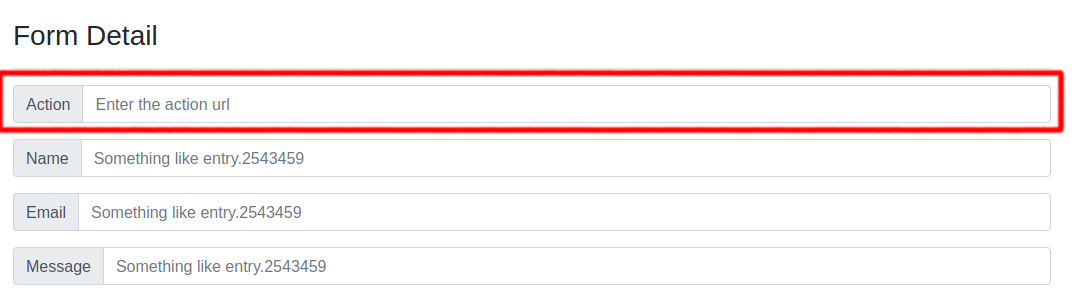 Form Detail
Action Enter the action url
Name Something like entry.2543459
Email Something like entry.2543459
Message Something like entry.2543459